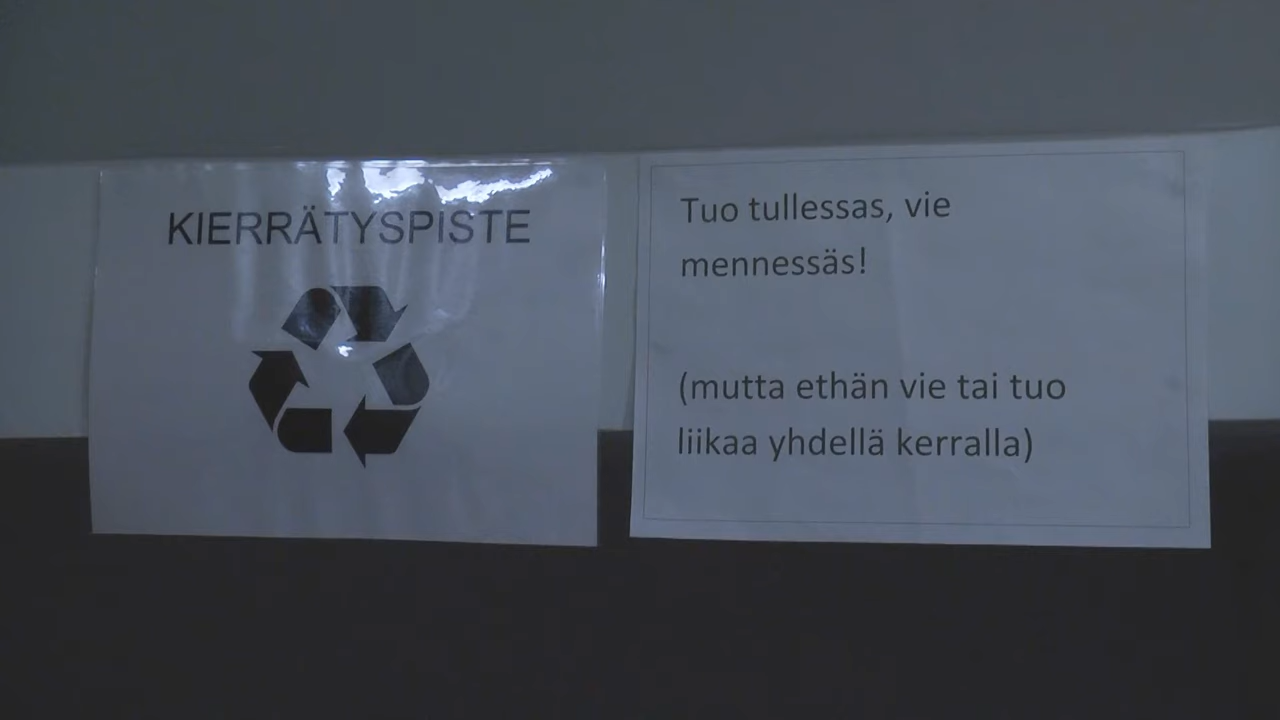 KIERRÄTYSPISTE
Tuo tullessas, vie
mennessäs!
(mutta ethän vie tai tuo
liikaa yhdellä kerralla)